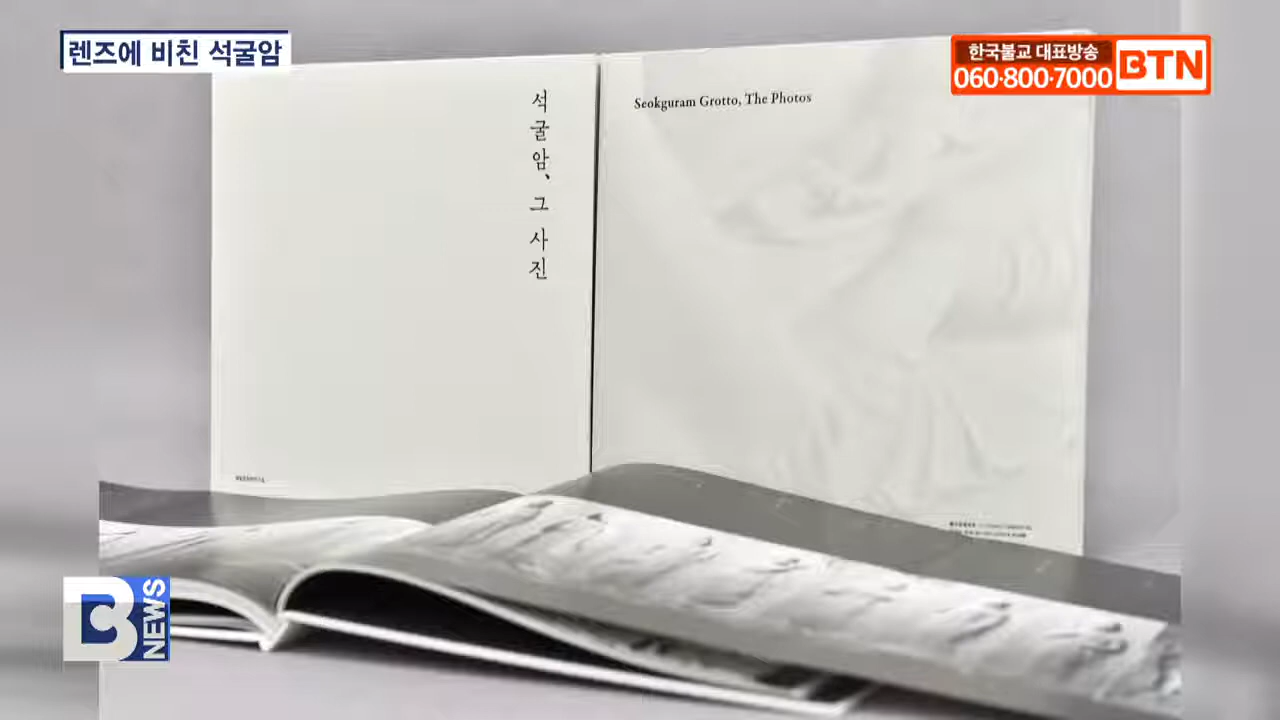 렌즈에 비친 석굴암
한국불교 대표방송
060·800·7000
BTN
석굴암、그 사진
Seokguram Grotto, The Photos
B NEWS